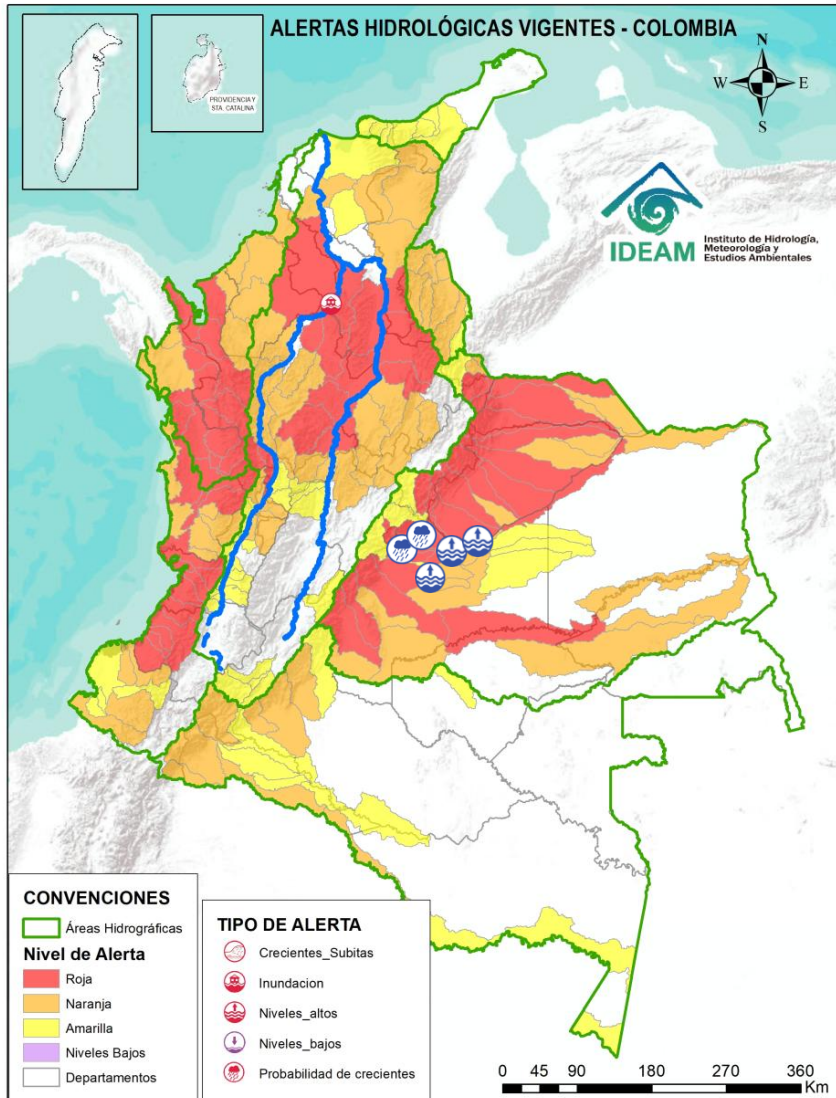 ALERTAS HIDROLÓGICAS VIGENTES - COLOMBIA
PROVIDENCIA Y
STA. CATALINA
N
W
E
S
IDEAM
Instituto de Hidrología,
Meteorología y
Estudios Ambientales
CONVENCIONES
Áreas Hidrográficas
Nivel de Alerta
Roja
Naranja
Amarilla
Niveles Bajos
Departamentos
TIPO DE ALERTA
Crecientes_Subitas
Inundacion
Niveles_altos
Niveles_bajos
Probabilidad de crecientes
0 45 90 180 270 360
Km